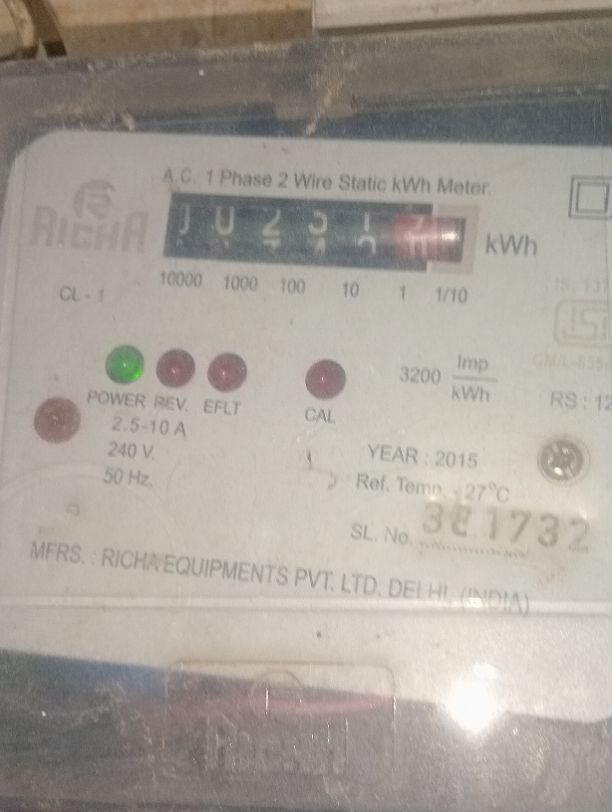 A.C. 1 Phase 2 Wire Static kWh Meter.
RICHA
kWh
10000 1000 100 10 1 1/10
CL - 1
3200 Imp
kWh
POWER REV. EFLT
CAL
RS : 12
2.5-10 A
240 V.
50 Hz.
YEAR : 2015
Ref. Temp. 27°C
SL. No.
MFRS. : RICHA EQUIPMENTS PVT. LTD. DELHI. (INDIA)